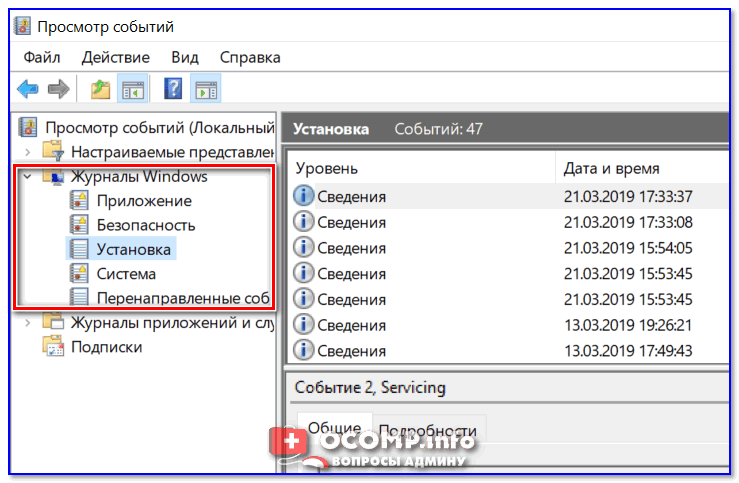 Просмотр событий
Файл Действие Вид Справка
Просмотр событий (Локальный
Настраиваемые представлен
Журналы Windows
Приложение
Безопасность
Установка
Система
Перенаправленные соб
Журналы приложений и слу
Подписки
Установка Событий: 47
Уровень Дата и время
Сведения 21.03.2019 17:33:37
Сведения 21.03.2019 17:33:08
Сведения 21.03.2019 15:54:05
Сведения 21.03.2019 15:53:45
Сведения 21.03.2019 15:53:45
Сведения 13.03.2019 19:26:21
Сведения 13.03.2019 17:49:43
Событие 2, Servicing
Общие Подробности
OCOMP.info
ВОПРОСЫ АДМИНУ